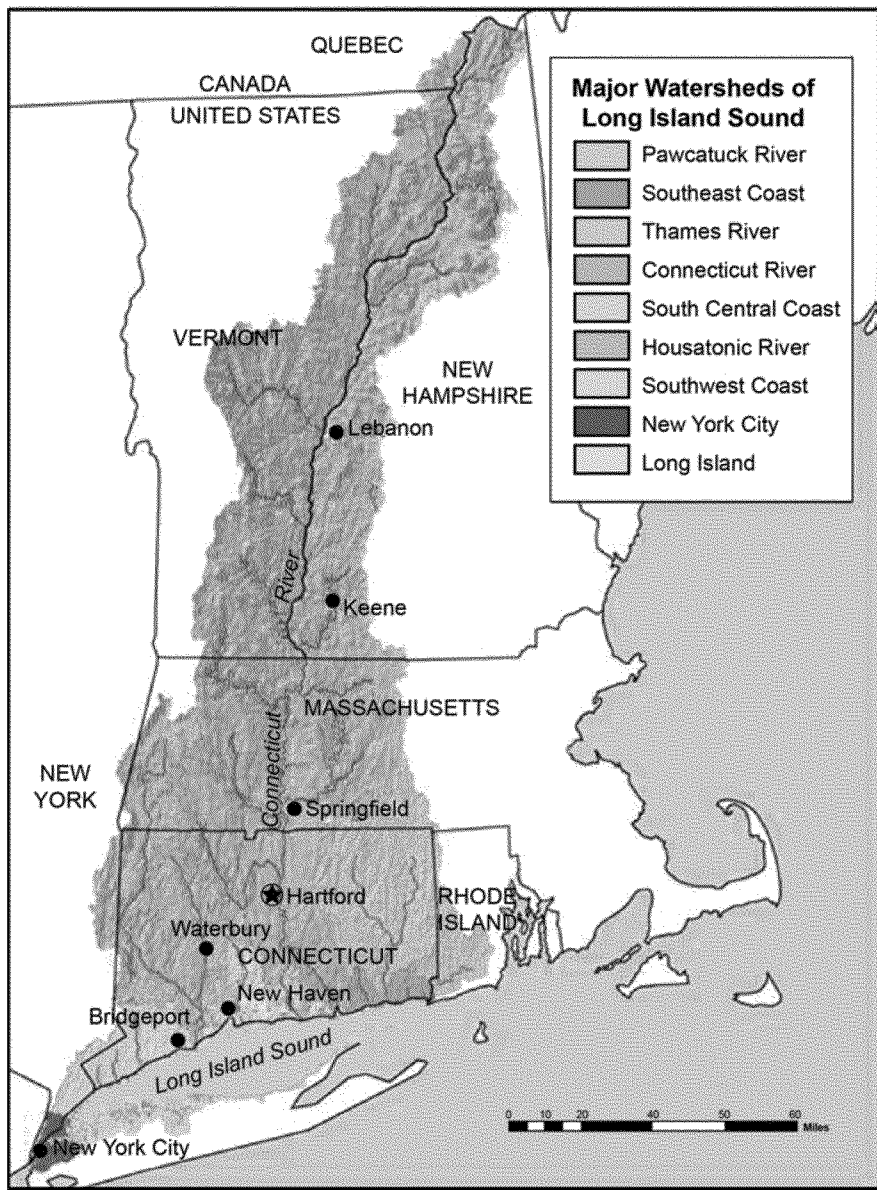 QUEBEC
CANADA
UNITED STATES
Major Watersheds of
Long Island Sound
Pawcatuck River
Southeast Coast
Thames River
Connecticut River
South Central Coast
Housatonic River
Southwest Coast
New York City
Long Island
VERMONT
NEW
HAMPSHIRE
Lebanon
River
Keene
MASSACHUSETTS
Connecticut
NEW
YORK
Springfield
Hartford
RHODE
ISLAND
Waterbury
CONNECTICUT
New Haven
Bridgeport
Long Island Sound
0 5 10 20 30 40 50 60
Miles
New York City